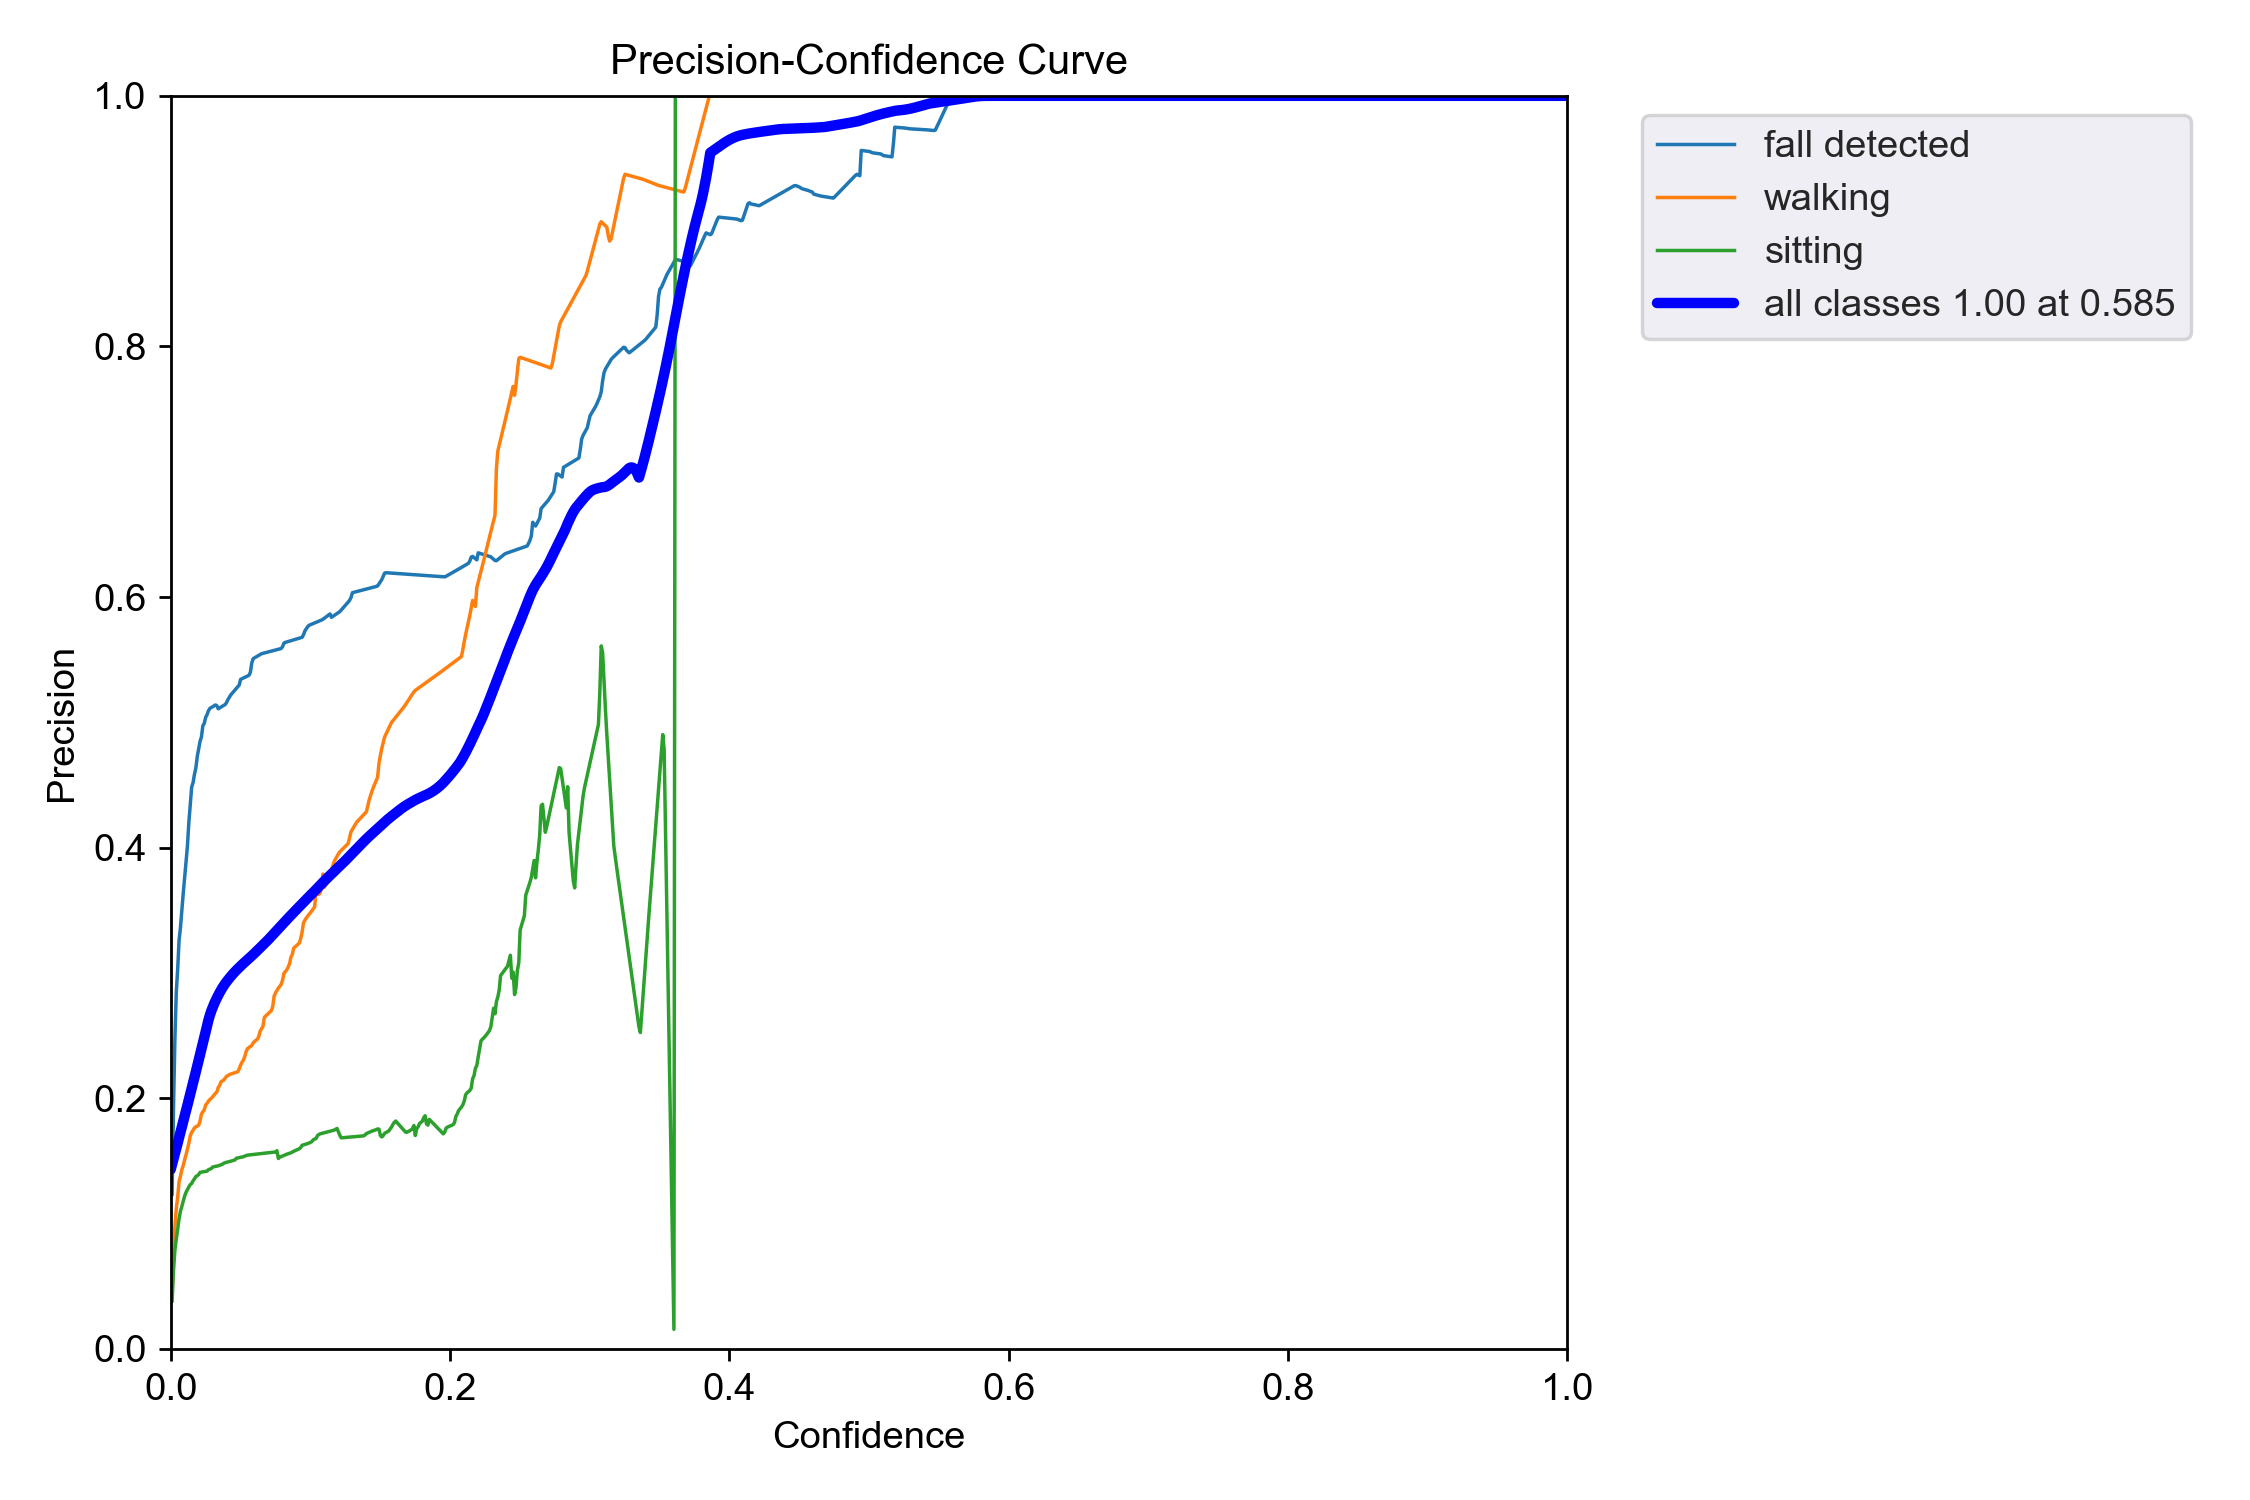 Precision-Confidence Curve
1.0
0.8
0.6
0.4
0.2
0.0
Precision
0.0 0.2 0.4 0.6 0.8 1.0
Confidence
fall detected
walking
sitting
all classes 1.00 at 0.585